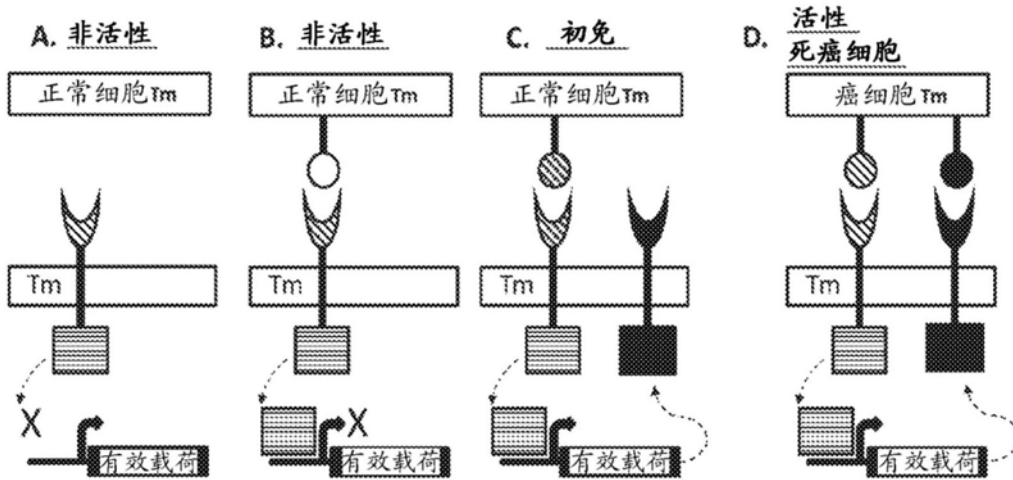 A. 非活性
B. 非活性
C. 初免
D. 活性
死癌细胞
正常细胞Tm
正常细胞Tm
正常细胞Tm
癌细胞Tm
Tm
Tm
Tm
Tm
X
X
有效载荷
有效载荷
有效载荷
有效载荷